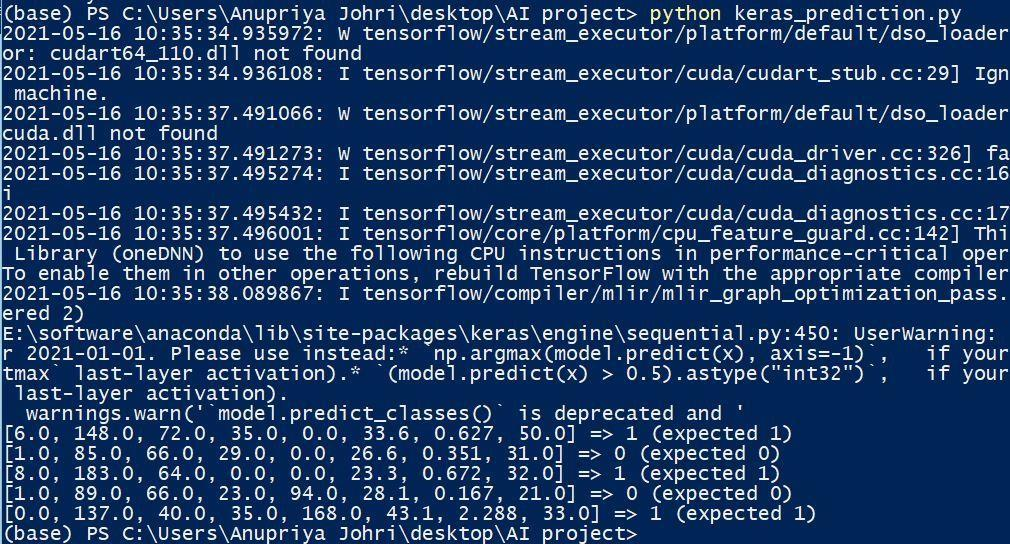 (base) PS C:\Users\Anupriya Johri\desktop\AI project> python keras_prediction.py
2021-05-16 10:35:34.935972: W tensorflow/stream_executor/platform/default/dso_loader
or: cudart64_110.dll not found
2021-05-16 10:35:34.936108: I tensorflow/stream_executor/cuda/cudart_stub.cc:29] Ign
machine.
2021-05-16 10:35:37.491066: W tensorflow/stream_executor/platform/default/dso_loader
cuda.dll not found
2021-05-16 10:35:37.491273: W tensorflow/stream_executor/cuda/cuda_driver.cc:326] fa
2021-05-16 10:35:37.495274: I tensorflow/stream_executor/cuda/cuda_diagnostics.cc:16
i
2021-05-16 10:35:37.495432: I tensorflow/stream_executor/cuda/cuda_diagnostics.cc:17
2021-05-16 10:35:37.496001: I tensorflow/core/platform/cpu_feature_guard.cc:142] Thi
Library (oneDNN) to use the following CPU instructions in performance-critical oper
To enable them in other operations, rebuild TensorFlow with the appropriate compiler
2021-05-16 10:35:38.089867: I tensorflow/compiler/mlir/mlir_graph_optimization_pass.
ered 2)
E:\software\anaconda\lib\site-packages\keras\engine\sequential.py:450: UserWarning:
r 2021-01-01. Please use instead:* `np.argmax(model.predict(x), axis=-1)`,   if your
tmax` last-layer activation).* `(model.predict(x) > 0.5).astype("int32")`,   if your
last-layer activation).
warnings.warn('`model.predict_classes()` is deprecated and '
[6.0, 148.0, 72.0, 35.0, 0.0, 33.6, 0.627, 50.0] => 1 (expected 1)
[1.0, 85.0, 66.0, 29.0, 0.0, 26.6, 0.351, 31.0] => 0 (expected 0)
[8.0, 183.0, 64.0, 0.0, 0.0, 23.3, 0.672, 32.0] => 1 (expected 1)
[1.0, 89.0, 66.0, 23.0, 94.0, 28.1, 0.167, 21.0] => 0 (expected 0)
[0.0, 137.0, 40.0, 35.0, 168.0, 43.1, 2.288, 33.0] => 1 (expected 1)
(base) PS C:\Users\Anupriya Johri\desktop\AI project>